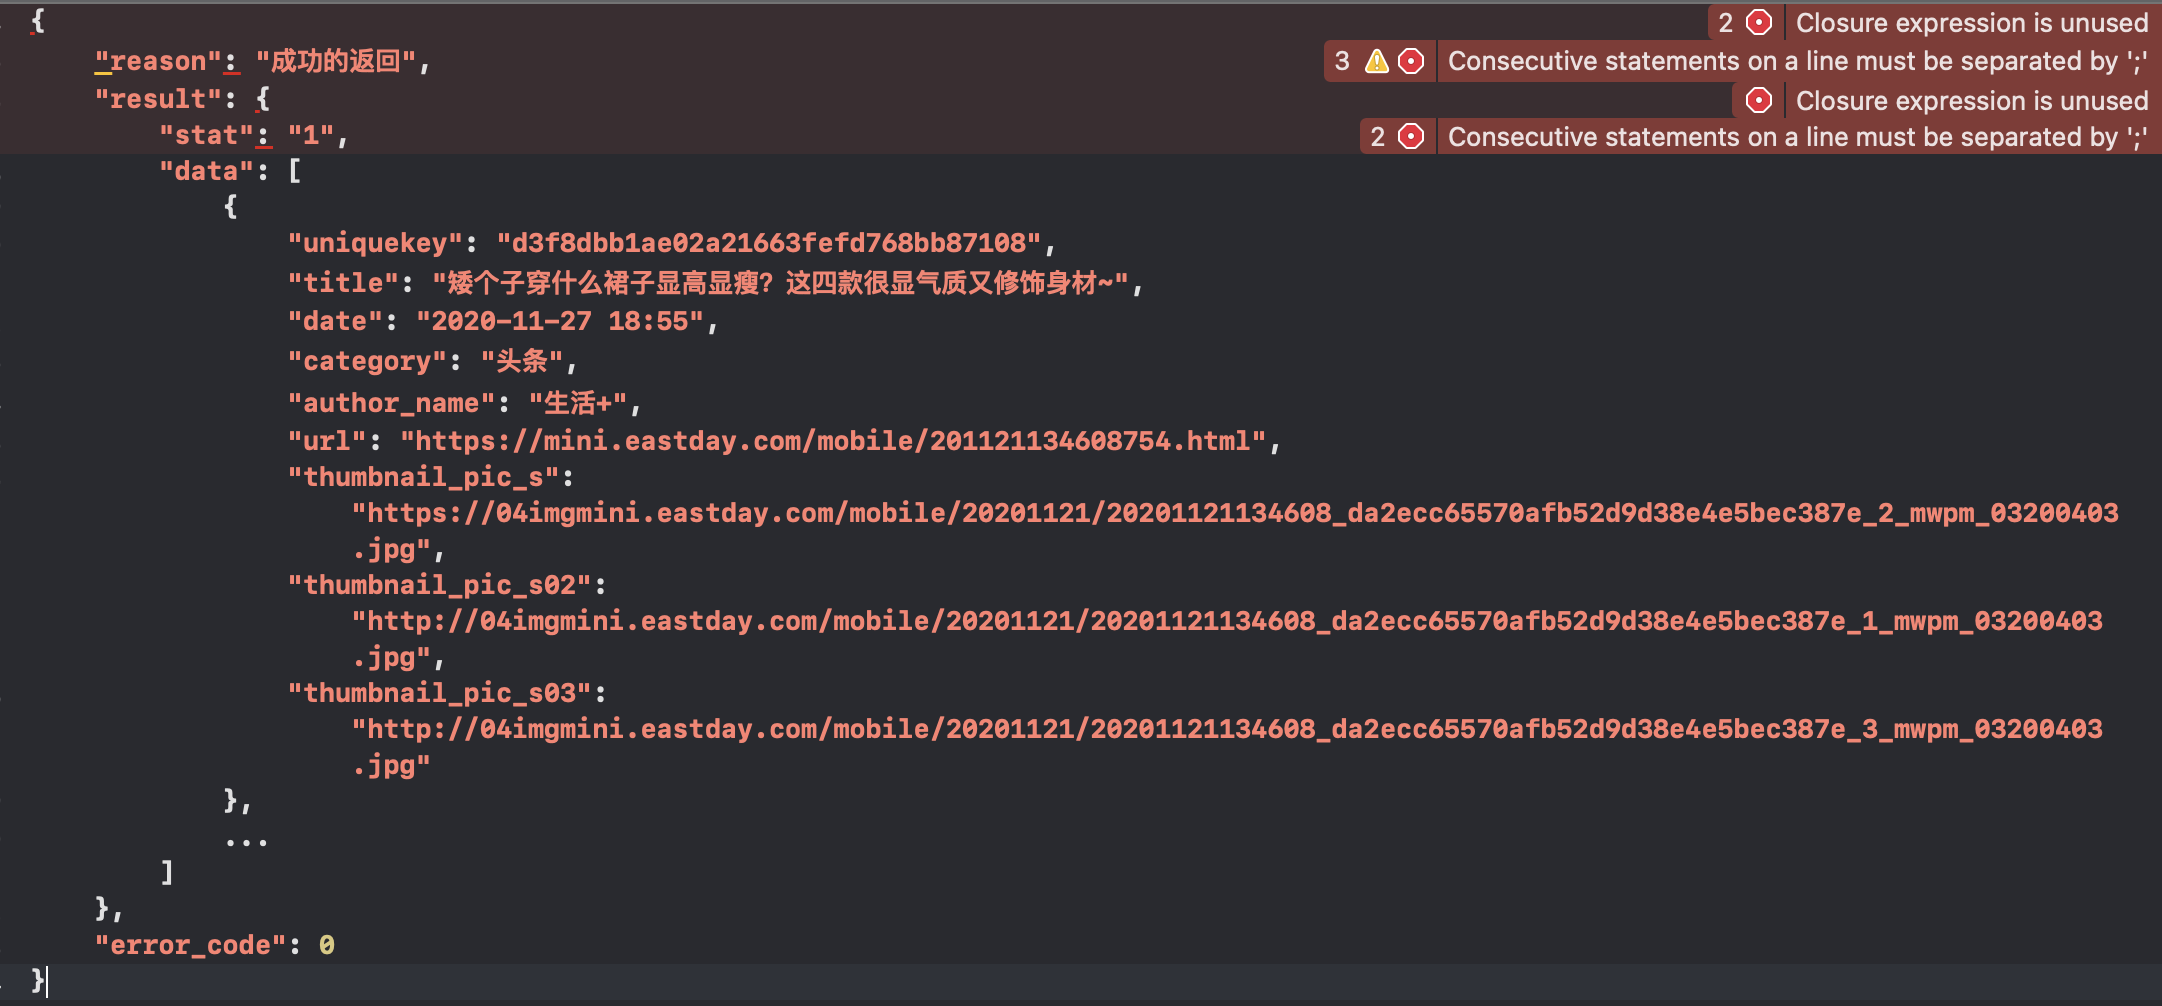 { 2 Closure expression is unused
"reason": "成功的返回", 3 Consecutive statements on a line must be separated by ';'
"result": { Closure expression is unused
"stat": "1", 2 Consecutive statements on a line must be separated by ';'
"data": [
{
"uniquekey": "d3f8dbb1ae02a21663fefd768bb87108",
"title": "矮个子穿什么裙子显高显瘦？这四款很显气质又修饰身材~",
"date": "2020-11-27 18:55",
"category": "头条",
"author_name": "生活+",
"url": "https://mini.eastday.com/mobile/201121134608754.html",
"thumbnail_pic_s":
"https://04imgmini.eastday.com/mobile/20201121/20201121134608_da2ecc65570afb52d9d38e4e5bec387e_2_mwpm_03200403
.jpg",
"thumbnail_pic_s02":
"http://04imgmini.eastday.com/mobile/20201121/20201121134608_da2ecc65570afb52d9d38e4e5bec387e_1_mwpm_03200403
.jpg",
"thumbnail_pic_s03":
"http://04imgmini.eastday.com/mobile/20201121/20201121134608_da2ecc65570afb52d9d38e4e5bec387e_3_mwpm_03200403
.jpg"
},
...
]
},
"error_code": 0
}